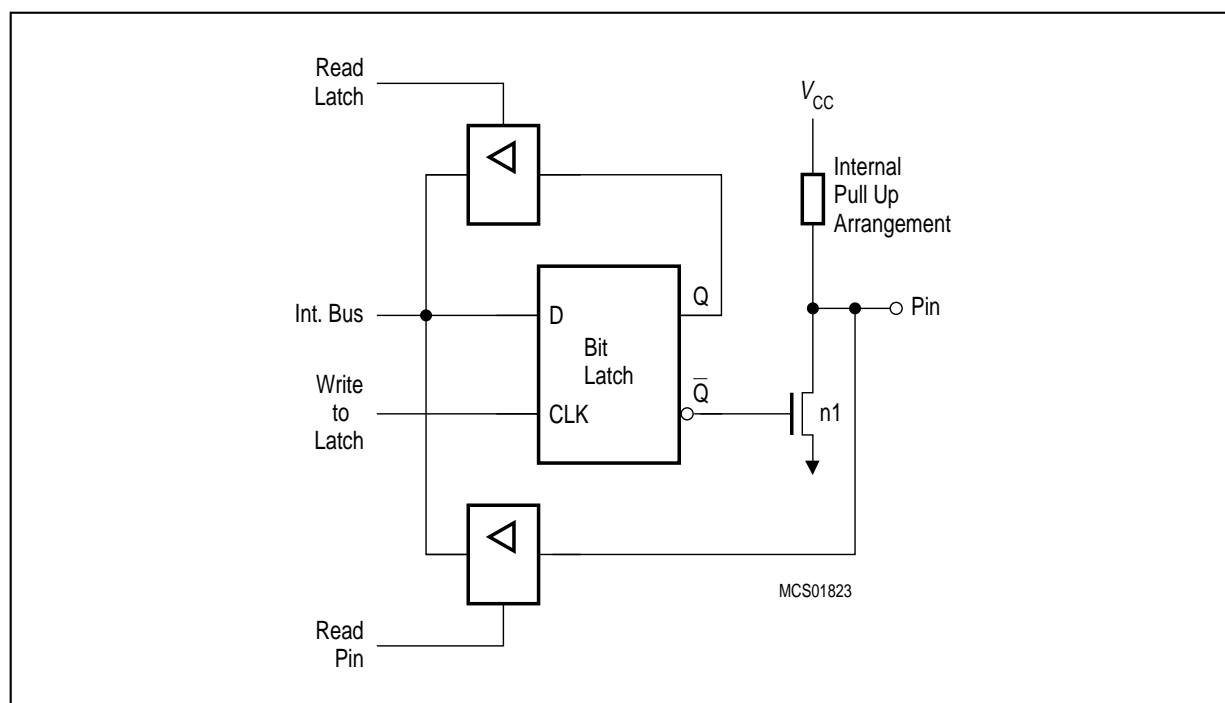 Read
Latch
V_CC
Internal
Pull Up
Arrangement
Int. Bus
D
Q
Pin
Bit
Latch
Write
to
Latch
CLK
Q̅
n1
MCS01823
Read
Pin